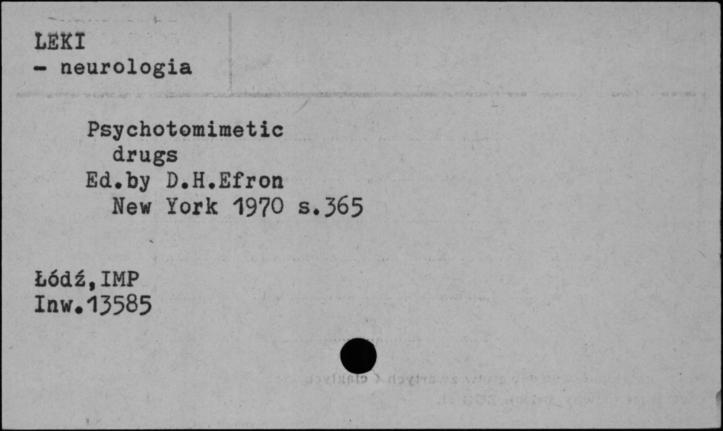 LEKI
- neurologia
Psychotomimetic
drugs
Ed.by D.H.Efron
New York 1970 s.365
Łódź,IMP
Inw.13585